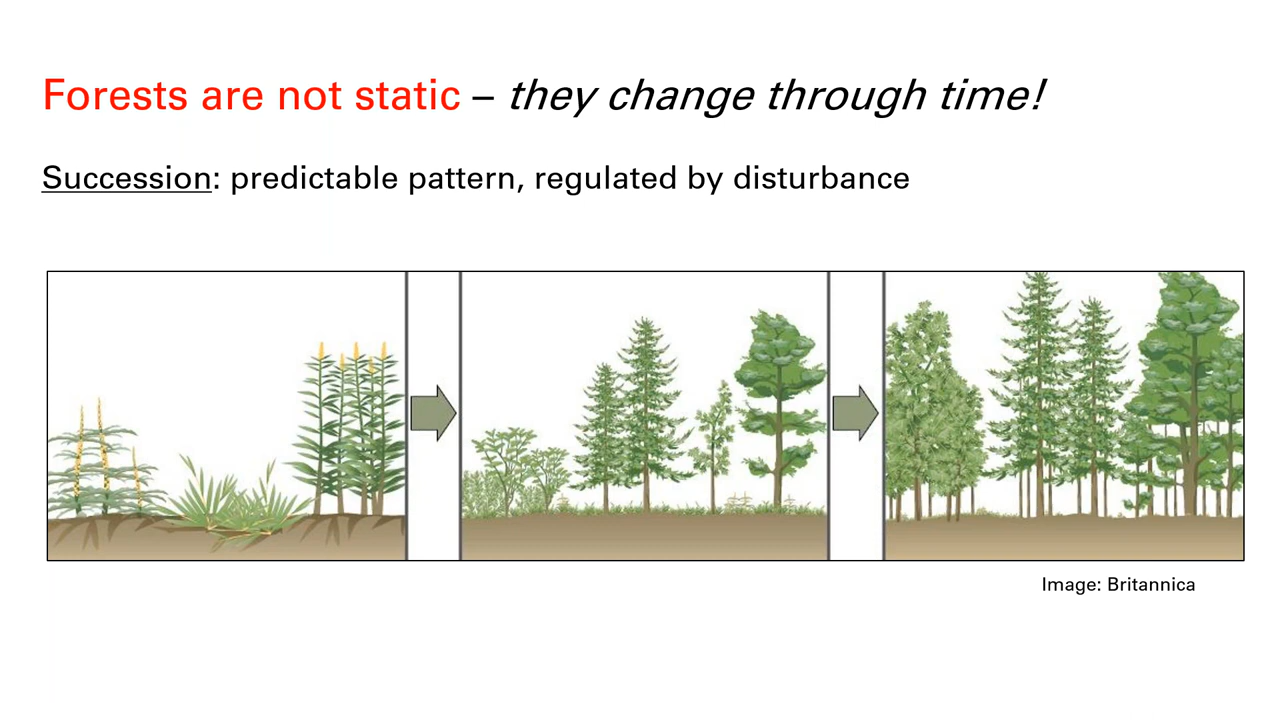 Forests are not static – they change through time!
Succession: predictable pattern, regulated by disturbance
Image: Britannica